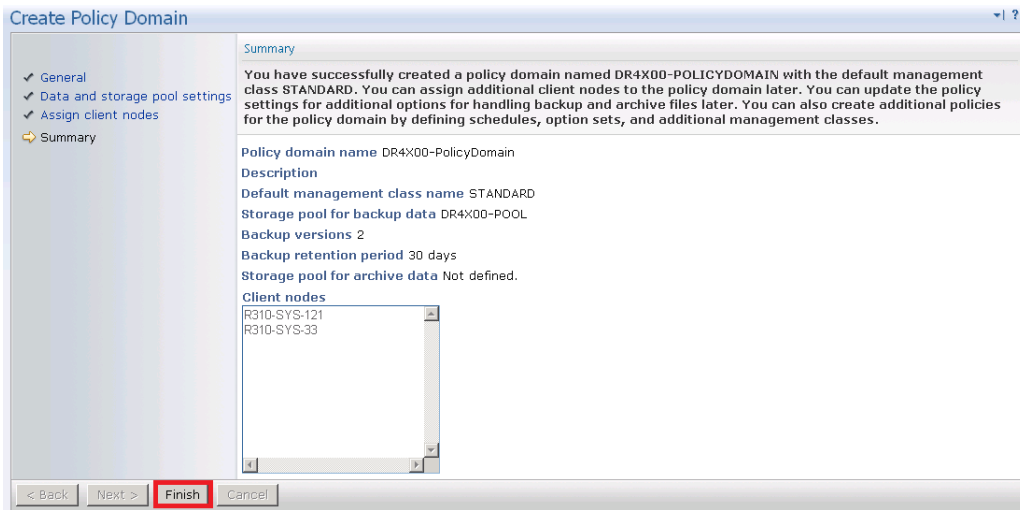 Create Policy Domain
?
General
Data and storage pool settings
Assign client nodes
Summary
Summary
You have successfully created a policy domain named DR4X00-POLICYDOMAIN with the default management
class STANDARD. You can assign additional client nodes to the policy domain later. You can update the policy
settings for additional options for handling backup and archive files later. You can also create additional policies
for the policy domain by defining schedules, option sets, and additional management classes.
Policy domain name DR4X00-PolicyDomain
Description
Default management class name STANDARD
Storage pool for backup data DR4X00-POOL
Backup versions 2
Backup retention period 30 days
Storage pool for archive data Not defined.
Client nodes
R310-SYS-121
R310-SYS-33
< Back Next > Finish Cancel